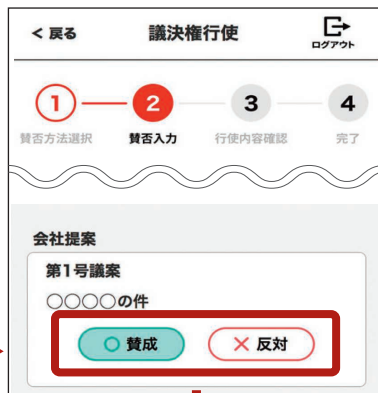 < 戻る 議決権行使 ログアウト
1 2 3 4
賛否方法選択 賛否入力 行使内容確認 完了
会社提案
第1号議案
○○○○の件
○ 賛成 × 反対